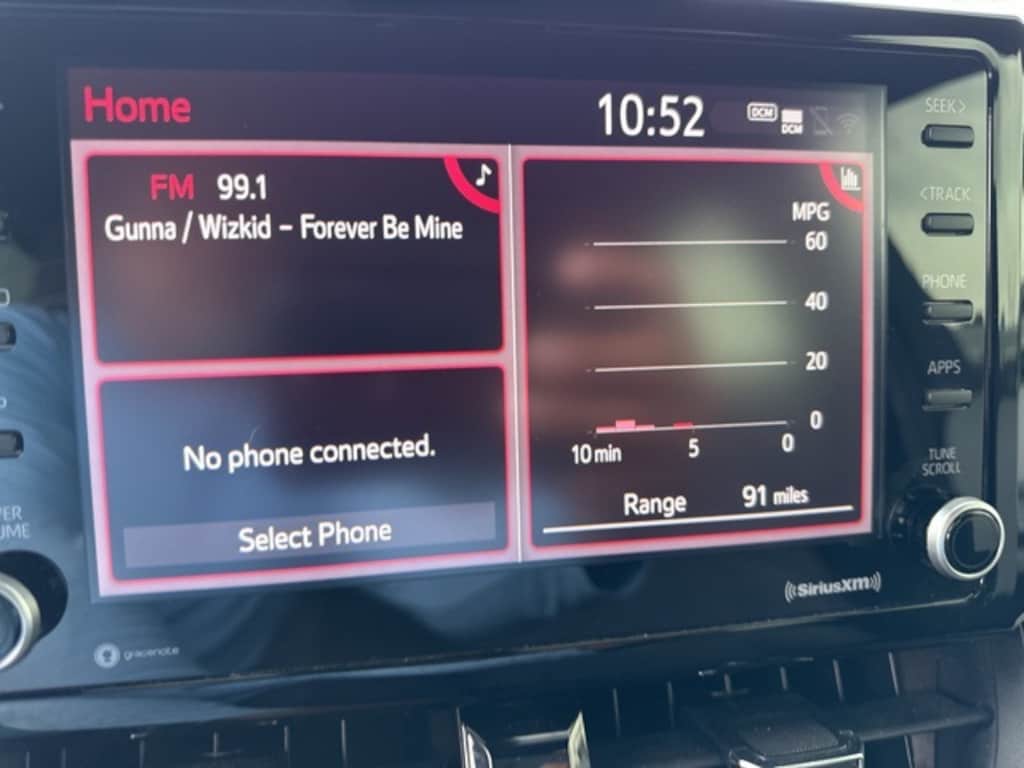 Home
10:52
DCM
DCM
FM 99.1
Gunna / Wizkid – Forever Be Mine
No phone connected.
Select Phone
MPG
60
40
20
0
10 min 5 0
Range 91 miles
SEEK >
< TRACK
PHONE
APPS
TUNE
SCROLL
SiriusXM
gracenote